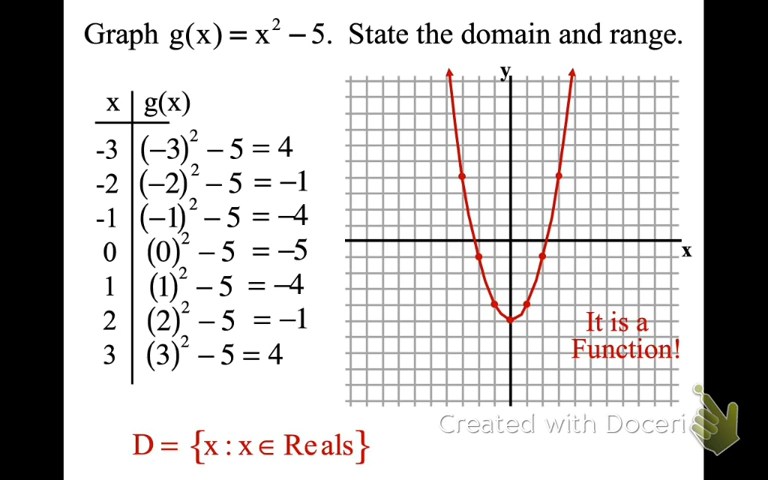 Graph g(x) = x² – 5. State the domain and range.
x g(x)
-3 (–3)² – 5 = 4
-2 (–2)² – 5 = –1
-1 (–1)² – 5 = –4
0 (0)² – 5 = –5
1 (1)² – 5 = –4
2 (2)² – 5 = –1
3 (3)² – 5 = 4
y
x
It is a
Function!
Created with Doceri
D = {x : x ∈ Reals}